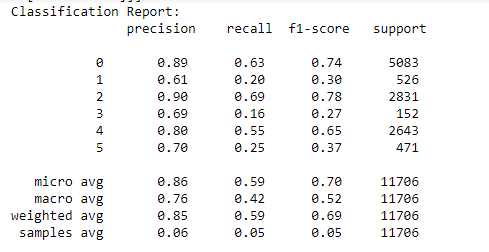 Classification Report:
precision recall f1-score support
0 0.89 0.63 0.74 5083
1 0.61 0.20 0.30 526
2 0.90 0.69 0.78 2831
3 0.69 0.16 0.27 152
4 0.80 0.55 0.65 2643
5 0.70 0.25 0.37 471
micro avg 0.86 0.59 0.70 11706
macro avg 0.76 0.42 0.52 11706
weighted avg 0.85 0.59 0.69 11706
samples avg 0.06 0.05 0.05 11706